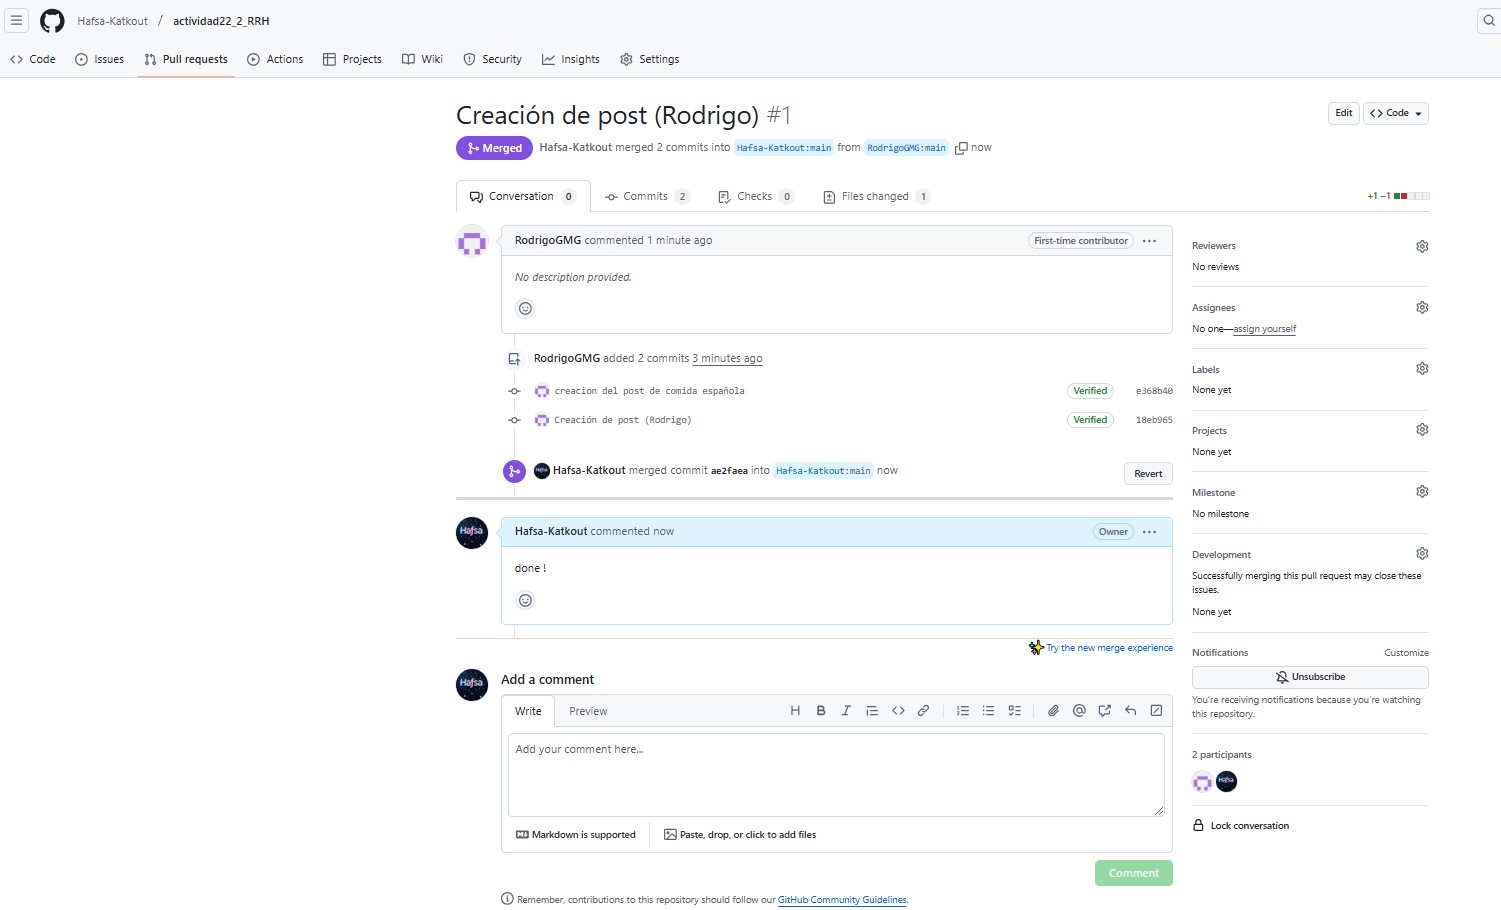 Hafsa-Katkout / actividad22_2_RRH
Code Issues Pull requests Actions Projects Wiki Security Insights Settings
Creación de post (Rodrigo) #1
Edit Code
Merged Hafsa-Katkout merged 2 commits into Hafsa-Katkout:main from RodrigoGMG:main now
Conversation 0 Commits 2 Checks 0 Files changed 1
+1 −1
RodrigoGMG commented 1 minute ago First-time contributor
No description provided.
RodrigoGMG added 2 commits 3 minutes ago
creacion del post de comida española Verified e368b40
Creación de post (Rodrigo) Verified 18eb965
Hafsa-Katkout merged commit ae2faea into Hafsa-Katkout:main now Revert
Hafsa
Hafsa-Katkout commented now Owner
done !
Try the new merge experience
Hafsa
Add a comment
Write Preview
Add your comment here...
Markdown is supported Paste, drop, or click to add files
Comment
Remember, contributions to this repository should follow our GitHub Community Guidelines.
Reviewers
No reviews
Assignees
No one—assign yourself
Labels
None yet
Projects
None yet
Milestone
No milestone
Development
Successfully merging this pull request may close these
issues.
None yet
Notifications Customize
Unsubscribe
You're receiving notifications because you're watching
this repository.
2 participants
Lock conversation